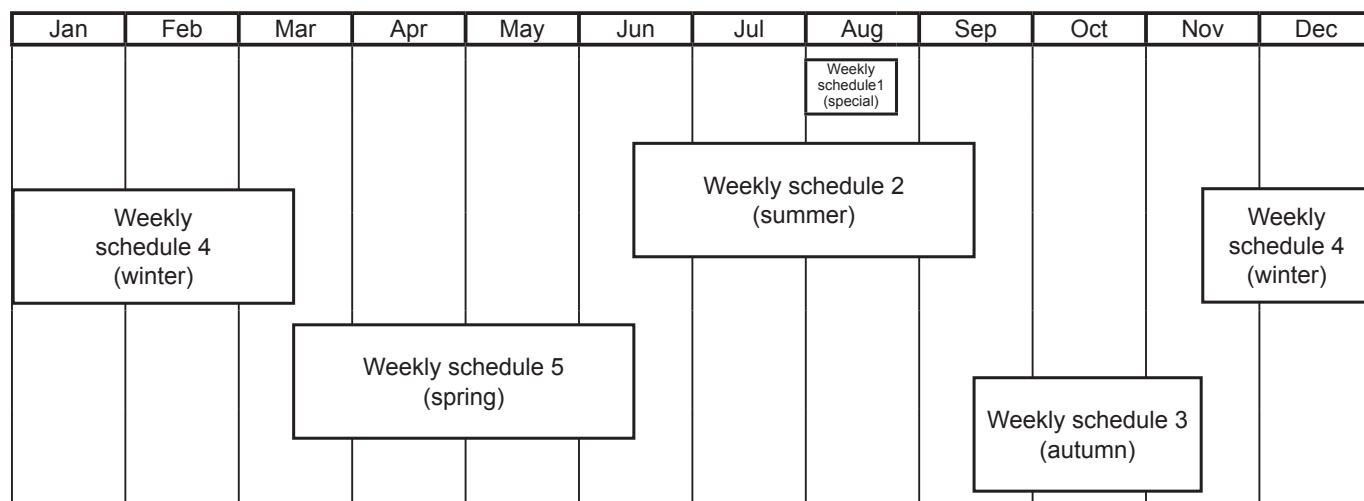 Jan Feb Mar Apr May Jun Jul Aug Sep Oct Nov Dec
Weekly
schedule1
(special)
Weekly schedule 2
(summer)
Weekly
schedule 4
(winter)
Weekly
schedule 4
(winter)
Weekly schedule 5
(spring)
Weekly schedule 3
(autumn)